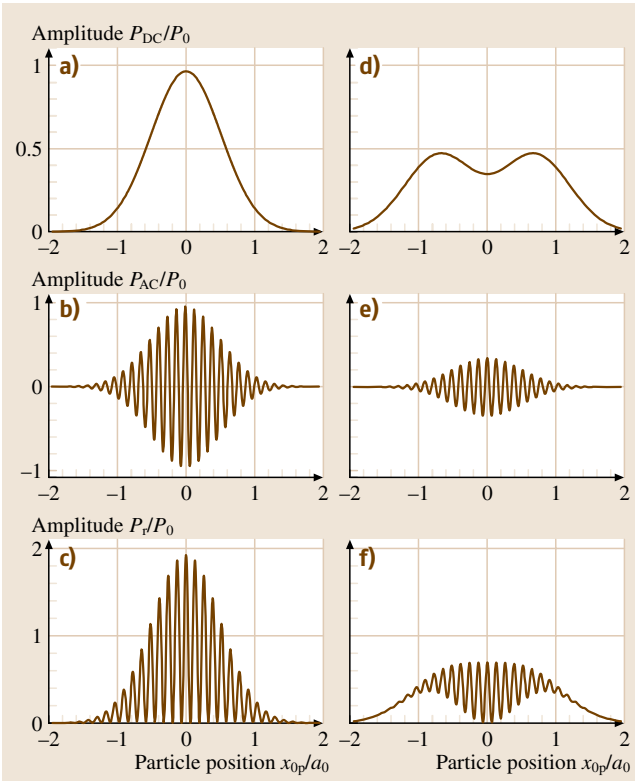 Amplitude P_DC/P_0
a)
d)
1
0.5
0
−2 −1 0 1 2
−2 −1 0 1 2
Amplitude P_AC/P_0
b)
e)
1
0
−1
−2 −1 0 1 2
−2 −1 0 1 2
Amplitude P_r/P_0
c)
f)
2
1
0
−2 −1 0 1 2
−2 −1 0 1 2
Particle position x_0p/a_0
Particle position x_0p/a_0